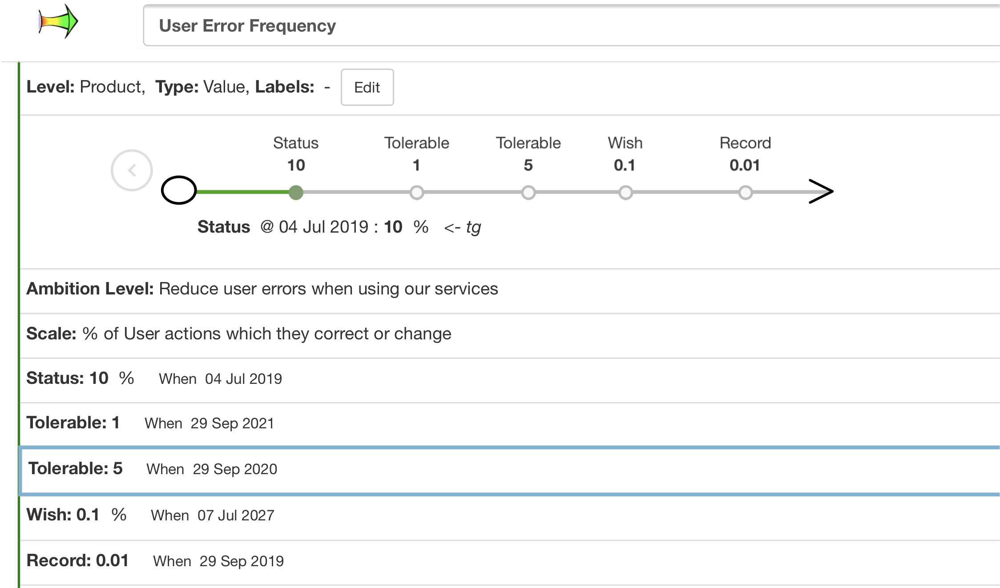 User Error Frequency
Level: Product, Type: Value, Labels: - Edit
Status Tolerable Tolerable Wish Record
10 1 5 0.1 0.01
Status @ 04 Jul 2019 : 10 % <- tg
Ambition Level: Reduce user errors when using our services
Scale: % of User actions which they correct or change
Status: 10 % When 04 Jul 2019
Tolerable: 1 When 29 Sep 2021
Tolerable: 5 When 29 Sep 2020
Wish: 0.1 % When 07 Jul 2027
Record: 0.01 When 29 Sep 2019